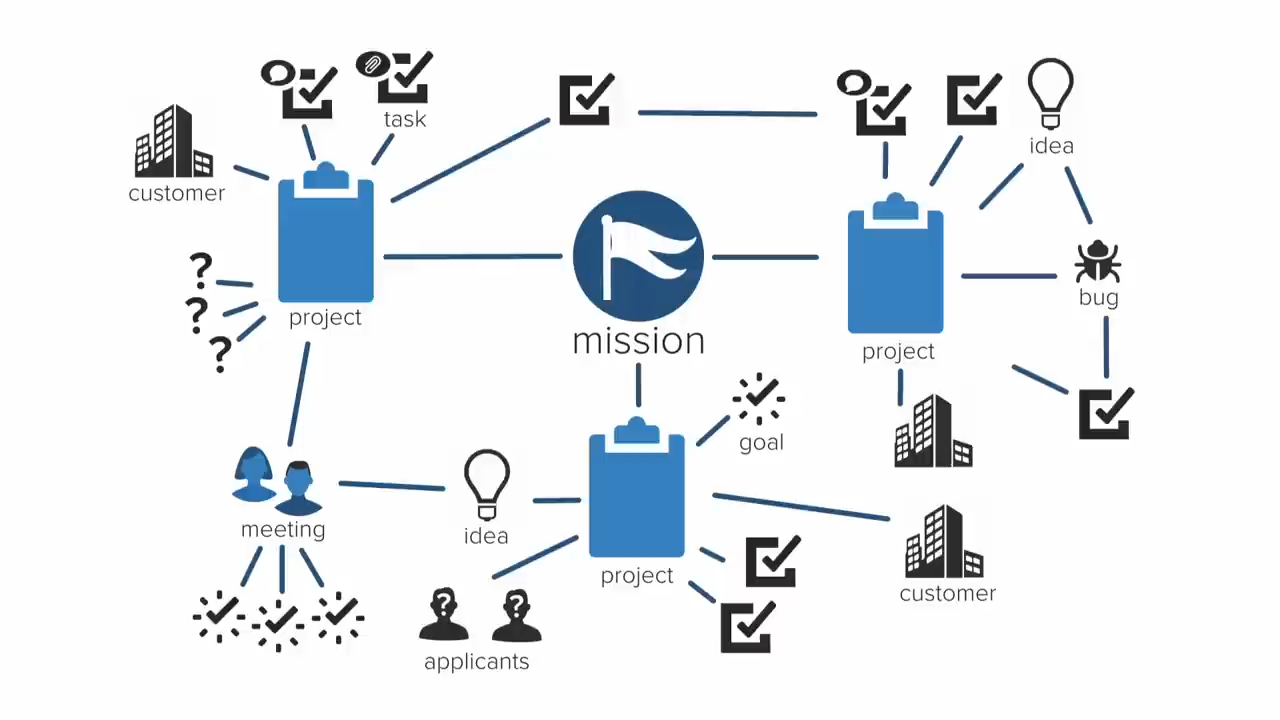 task
idea
customer
bug
project
mission
project
goal
meeting
idea
project
customer
applicants